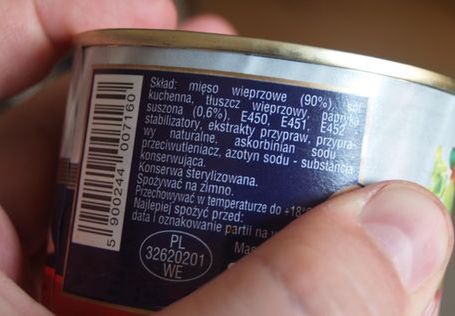 Skład: mięso wieprzowe (90%), sól
kuchenna, tłuszcz wieprzowy, papryka
suszona (0,6%), E450, E451, E452 -
stabilizatory, ekstrakty przypraw, przypra-
wy naturalne, askorbinian sodu -
przeciwutleniacz, azotyn sodu - substancja
konserwująca.
Konserwa sterylizowana.
Spożywać na zimno.
Przechowywać w temperaturze do +18°
Najlepiej spożyć przed:
data i oznakowanie partii na w
Mas
PL
32620201
WE
5 900244 007160